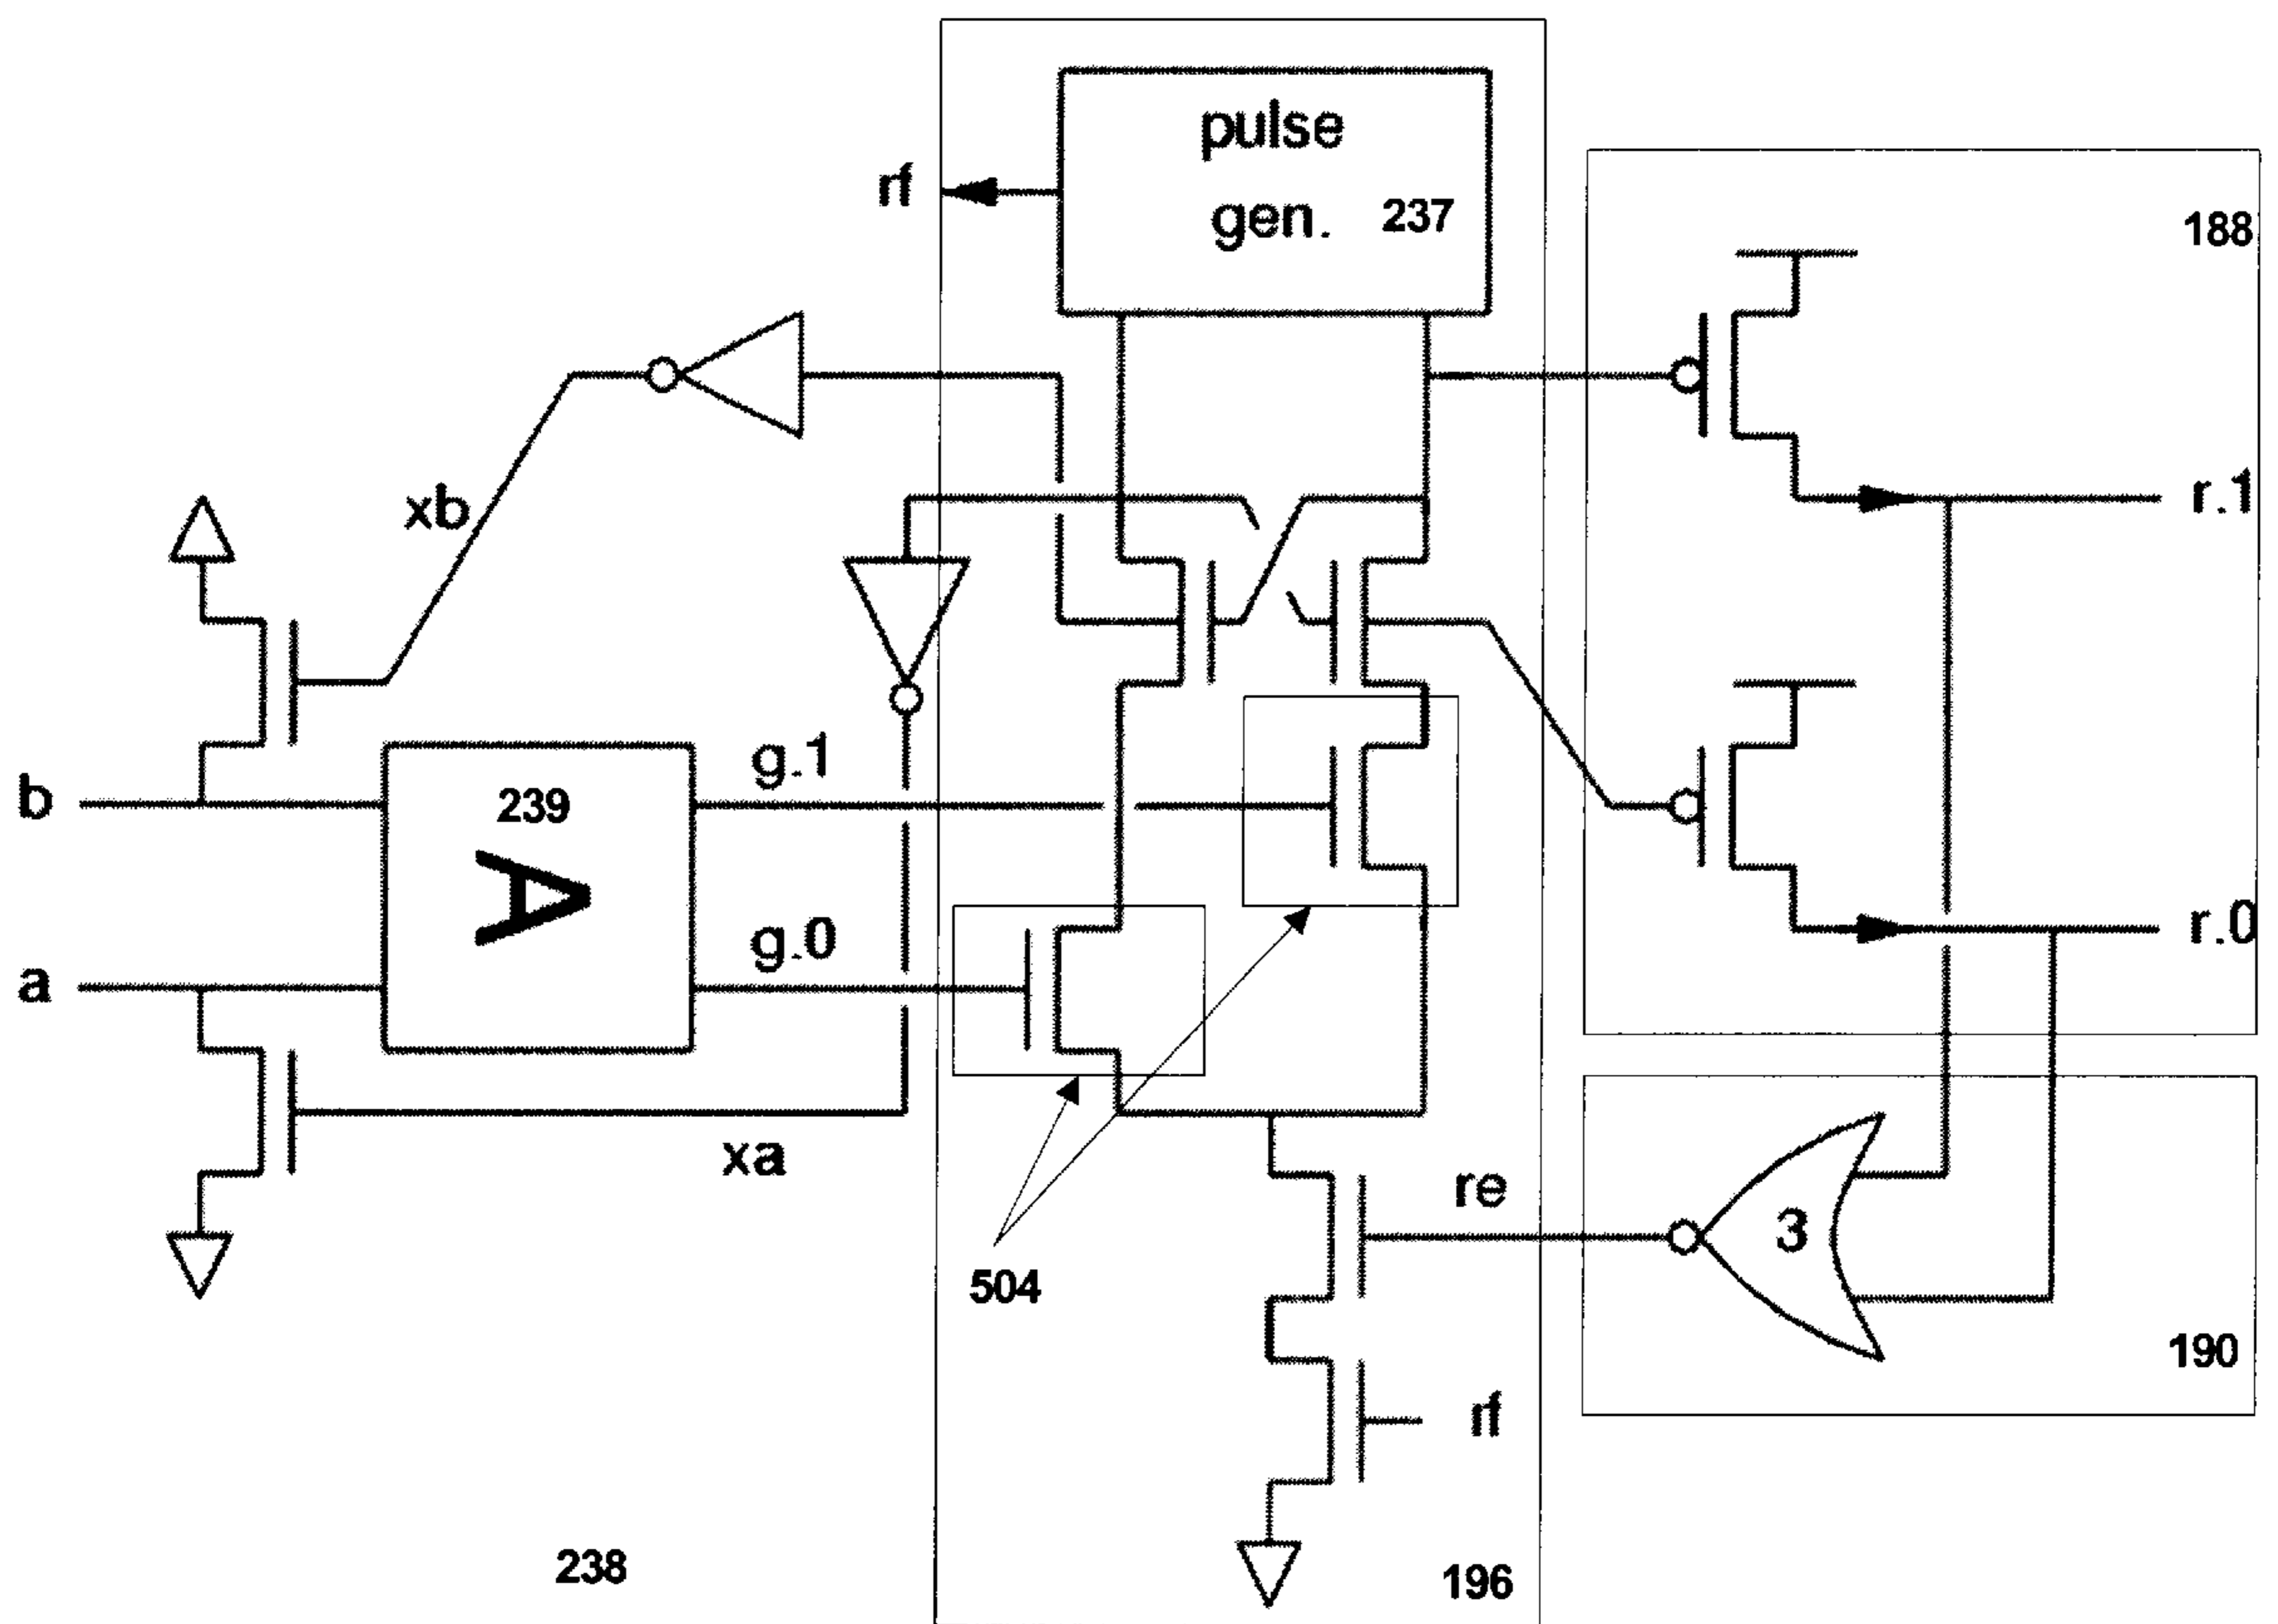 pulse
gen. 237
rf
188
xb
r.1
g.1
b
239
A
g.0
r.0
a
xa
re
3
504
190
rf
238
196